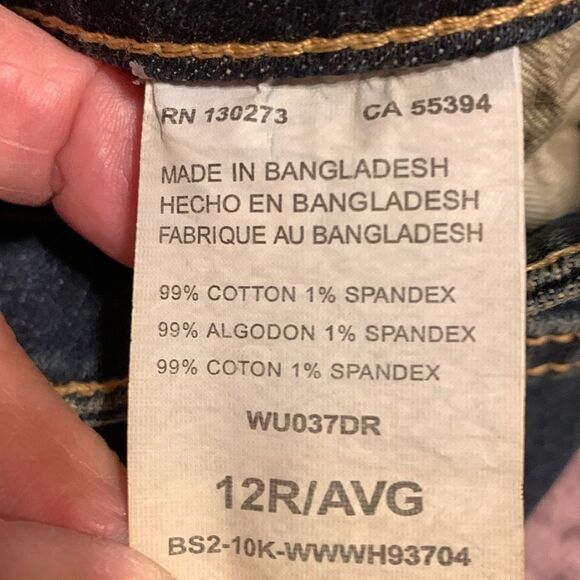 RN 130273 CA 55394
MADE IN BANGLADESH
HECHO EN BANGLADESH
FABRIQUE AU BANGLADESH
99% COTTON 1% SPANDEX
99% ALGODON 1% SPANDEX
99% COTON 1% SPANDEX
WU037DR
12R/AVG
BS2-10K-WWWH93704